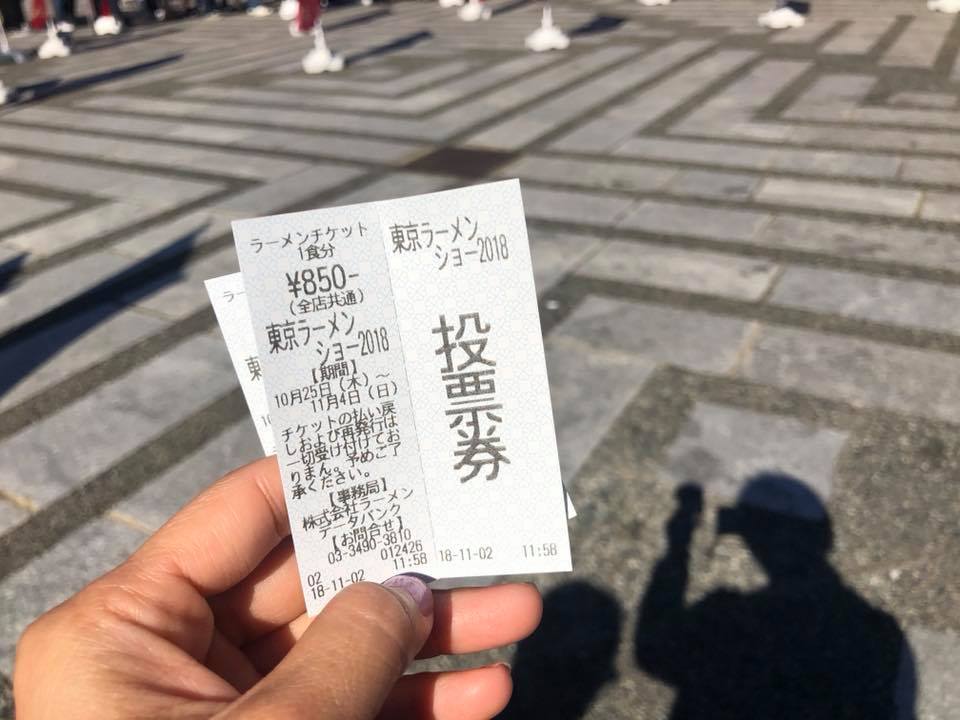 ラーメンチケット
1食分
¥850-
(全店共通)
東京ラーメン
ショー2018
【期間】
10月25日(木)~
11月4日(日)
チケットの払い戻
しおよび再発行は
一切受け付けてお
りません。予めご了
承ください。
【事務局】
株式会社ラーメン
データバンク
【お問合せ】
03-3490-3810
012426
02
18-11-02 11:58
東京ラーメン
ショー2018
投票券
18-11-02 11:58
ラー
東